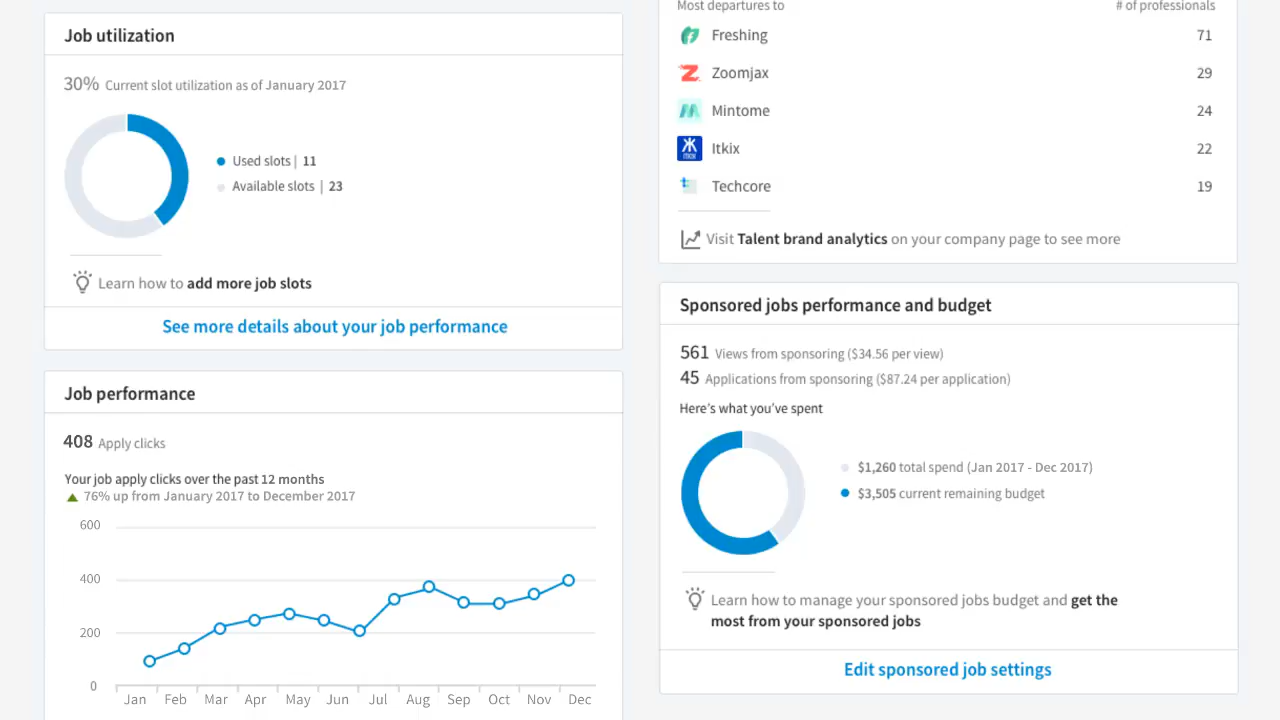 Job utilization
30% Current slot utilization as of January 2017
Used slots | 11
Available slots | 23
Learn how to add more job slots
See more details about your job performance
Job performance
408 Apply clicks
Your job apply clicks over the past 12 months
76% up from January 2017 to December 2017
600
400
200
0
Jan Feb Mar Apr May Jun Jul Aug Sep Oct Nov Dec
Most departures to # of professionals
Freshing 71
Zoomjax 29
Mintome 24
ITKIX Itkix 22
Techcore 19
Visit Talent brand analytics on your company page to see more
Sponsored jobs performance and budget
561 Views from sponsoring ($34.56 per view)
45 Applications from sponsoring ($87.24 per application)
Here's what you've spent
$1,260 total spend (Jan 2017 - Dec 2017)
$3,505 current remaining budget
Learn how to manage your sponsored jobs budget and get the
most from your sponsored jobs
Edit sponsored job settings